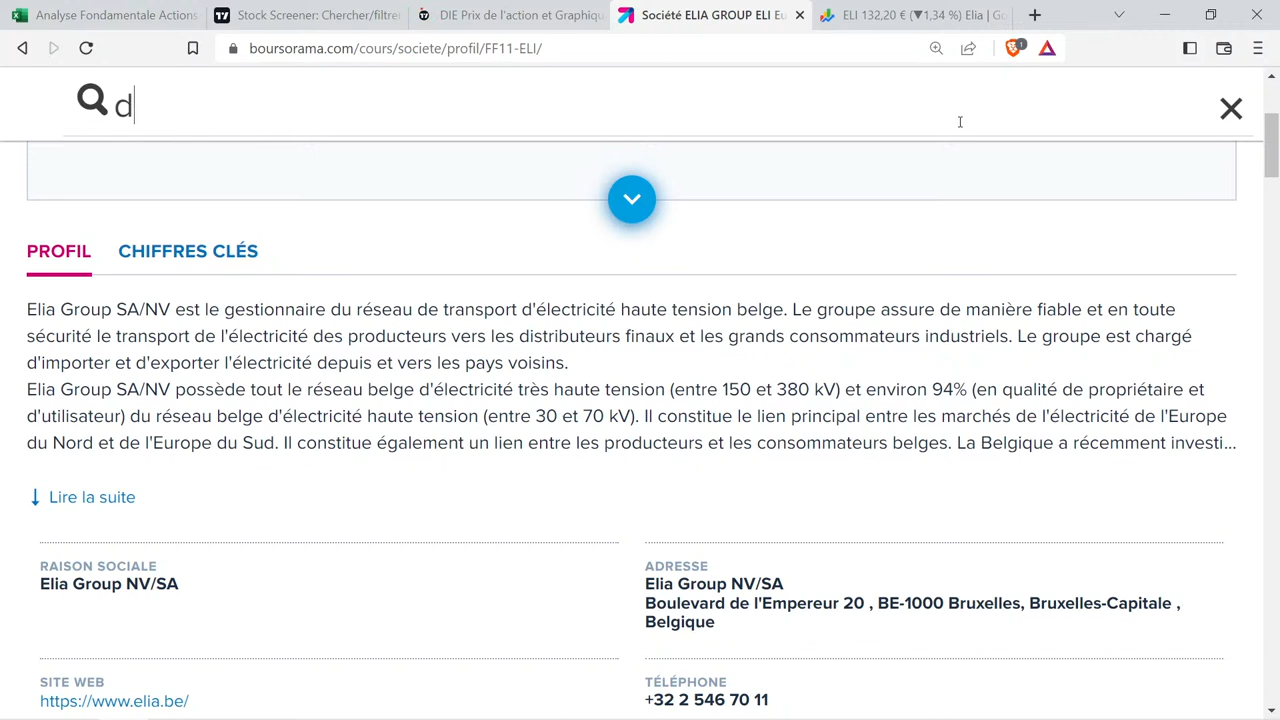 Analyse Fondamentale Actions
Stock Screener: Chercher/filtre
DIE Prix de l'action et Graphiqu
Société ELIA GROUP ELI Eu
ELI 132,20 € (▼1,34 %) Elia | Go
boursorama.com/cours/societe/profil/FF11-ELI/
1
d
PROFIL
CHIFFRES CLÉS
Elia Group SA/NV est le gestionnaire du réseau de transport d'électricité haute tension belge. Le groupe assure de manière fiable et en toute
sécurité le transport de l'électricité des producteurs vers les distributeurs finaux et les grands consommateurs industriels. Le groupe est chargé
d'importer et d'exporter l'électricité depuis et vers les pays voisins.
Elia Group SA/NV possède tout le réseau belge d'électricité très haute tension (entre 150 et 380 kV) et environ 94% (en qualité de propriétaire et
d'utilisateur) du réseau belge d'électricité haute tension (entre 30 et 70 kV). Il constitue le lien principal entre les marchés de l'électricité de l'Europe
du Nord et de l'Europe du Sud. Il constitue également un lien entre les producteurs et les consommateurs belges. La Belgique a récemment investi...
Lire la suite
RAISON SOCIALE
Elia Group NV/SA
ADRESSE
Elia Group NV/SA
Boulevard de l'Empereur 20 , BE-1000 Bruxelles, Bruxelles-Capitale ,
Belgique
SITE WEB
https://www.elia.be/
TÉLÉPHONE
+32 2 546 70 11